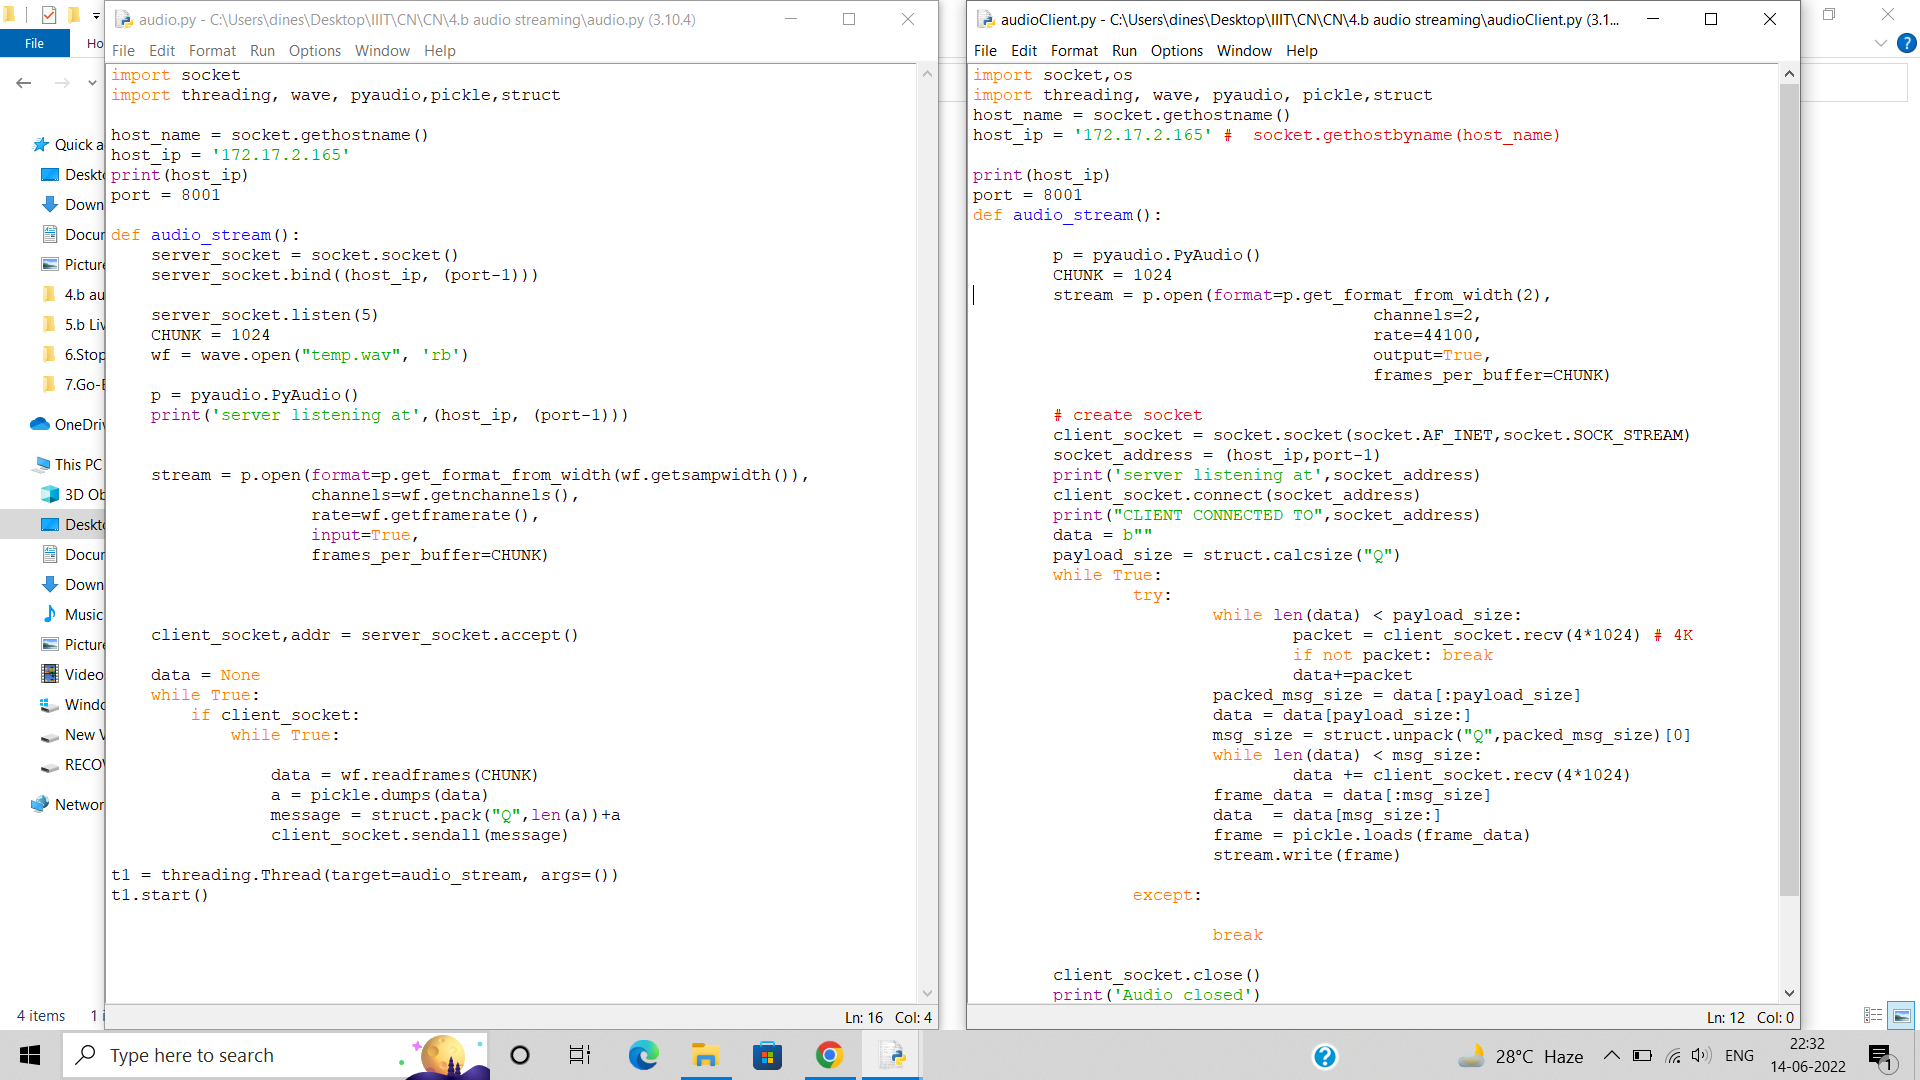 File
Ho
Quick a
Deskt
Down
Docur
Picture
4.b au
5.b Liv
6.Stop
7.Go-B
OneDriv
This PC
3D Ob
Deskt
Docur
Down
Music
Picture
Video
Windo
New V
RECOV
Networ
4 items
1 i
audio.py - C:\Users\dines\Desktop\IIIT\CN\CN\4.b audio streaming\audio.py (3.10.4)
File Edit Format Run Options Window Help
import socket
import threading, wave, pyaudio,pickle,struct
host_name = socket.gethostname()
host_ip = '172.17.2.165'
print(host_ip)
port = 8001
def audio_stream():
    server_socket = socket.socket()
    server_socket.bind((host_ip, (port-1)))
    server_socket.listen(5)
    CHUNK = 1024
    wf = wave.open("temp.wav", 'rb')
    p = pyaudio.PyAudio()
    print('server listening at',(host_ip, (port-1)))
    stream = p.open(format=p.get_format_from_width(wf.getsampwidth()),
                    channels=wf.getnchannels(),
                    rate=wf.getframerate(),
                    input=True,
                    frames_per_buffer=CHUNK)
    client_socket,addr = server_socket.accept()
    data = None
    while True:
        if client_socket:
            while True:
                data = wf.readframes(CHUNK)
                a = pickle.dumps(data)
                message = struct.pack("Q",len(a))+a
                client_socket.sendall(message)
t1 = threading.Thread(target=audio_stream, args=())
t1.start()
Ln: 16 Col: 4
audioClient.py - C:\Users\dines\Desktop\IIIT\CN\CN\4.b audio streaming\audioClient.py (3.1...
File Edit Format Run Options Window Help
import socket,os
import threading, wave, pyaudio, pickle,struct
host_name = socket.gethostname()
host_ip = '172.17.2.165' #  socket.gethostbyname(host_name)
print(host_ip)
port = 8001
def audio_stream():
        p = pyaudio.PyAudio()
        CHUNK = 1024
        stream = p.open(format=p.get_format_from_width(2),
                                        channels=2,
                                        rate=44100,
                                        output=True,
                                        frames_per_buffer=CHUNK)
        # create socket
        client_socket = socket.socket(socket.AF_INET,socket.SOCK_STREAM)
        socket_address = (host_ip,port-1)
        print('server listening at',socket_address)
        client_socket.connect(socket_address)
        print("CLIENT CONNECTED TO",socket_address)
        data = b""
        payload_size = struct.calcsize("Q")
        while True:
                try:
                        while len(data) < payload_size:
                                packet = client_socket.recv(4*1024) # 4K
                                if not packet: break
                                data+=packet
                        packed_msg_size = data[:payload_size]
                        data = data[payload_size:]
                        msg_size = struct.unpack("Q",packed_msg_size)[0]
                        while len(data) < msg_size:
                                data += client_socket.recv(4*1024)
                        frame_data = data[:msg_size]
                        data  = data[msg_size:]
                        frame = pickle.loads(frame_data)
                        stream.write(frame)
                except:
                        break
        client_socket.close()
        print('Audio closed')
Ln: 12 Col: 0
Type here to search
28°C Haze
ENG
22:32
14-06-2022
1